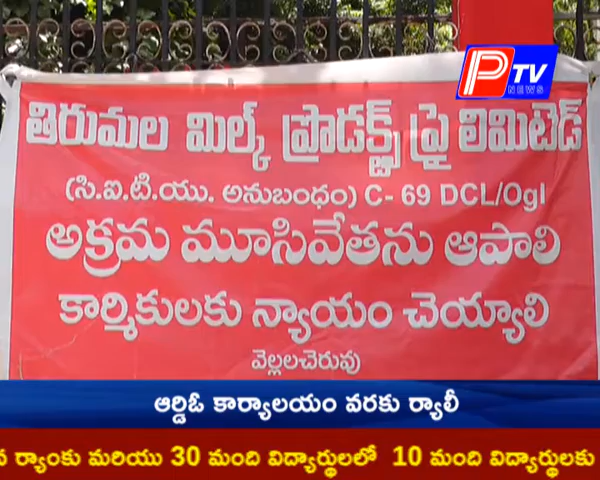 PTV
NEWS
తిరుమల మిల్క్ ప్రొడక్ట్స్ ప్రై లిమిటెడ్
(సి.ఐ.టి.యు. అనుబంధం) C- 69 DCL/Ogl
అక్రమ మూసివేతను ఆపాలి
కార్మికులకు న్యాయం చెయ్యాలి
వెల్లలచెరువు
ఆర్డిఓ కార్యాలయం వరకు ర్యాలీ
ర్యాంకు మరియు 30 మంది విద్యార్థులలో 10 మంది విద్యార్థులకు